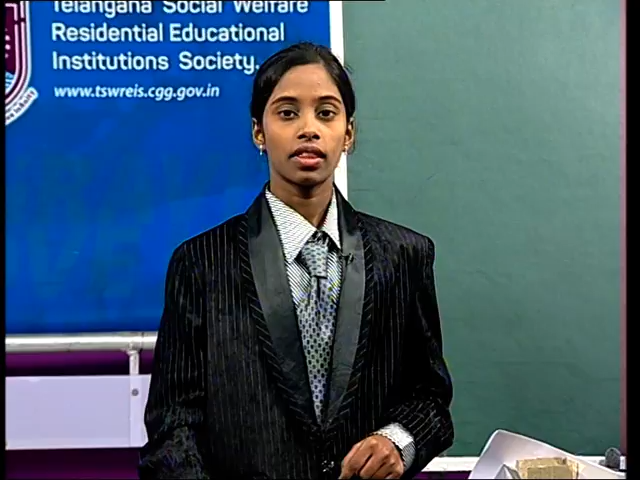 Telangana Social Welfare
Residential Educational
Institutions Society.
www.tswreis.cgg.gov.in